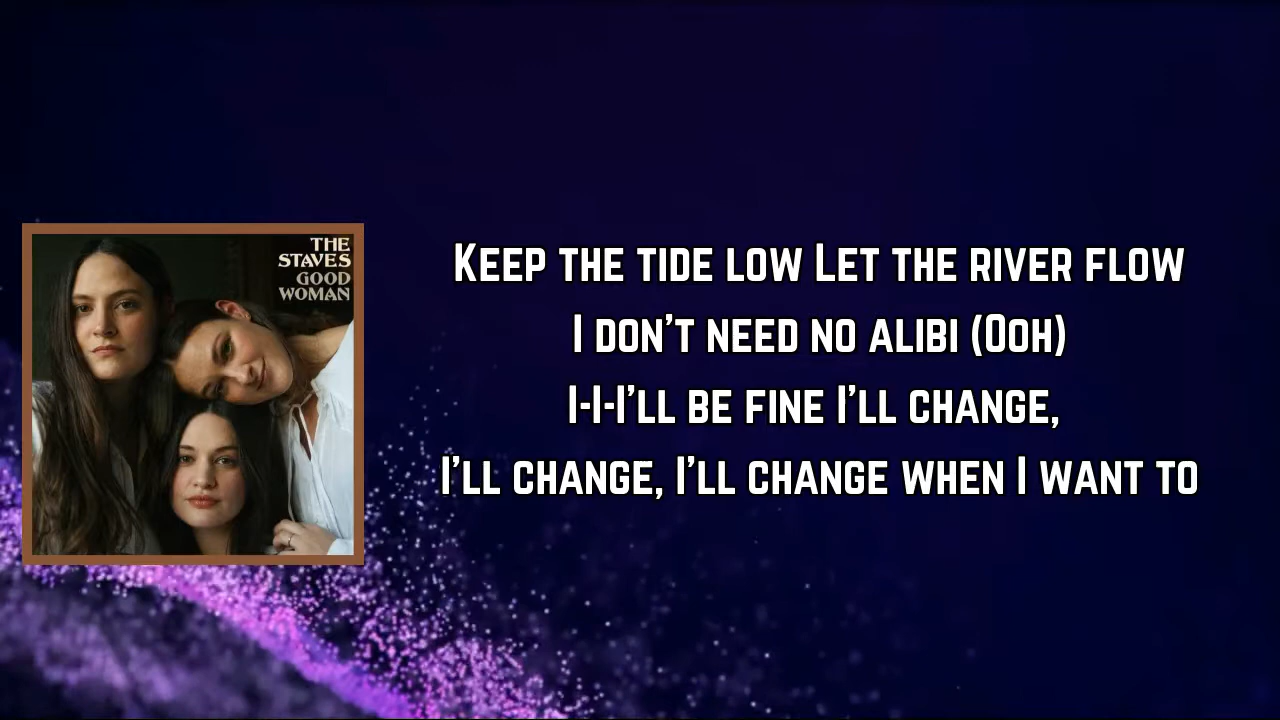 THE
STAVES
GOOD
WOMAN
Keep the tide low Let the river flow
I don't need no alibi (Ooh)
I-I-I'll be fine I'll change,
I'll change, I'll change when I want to